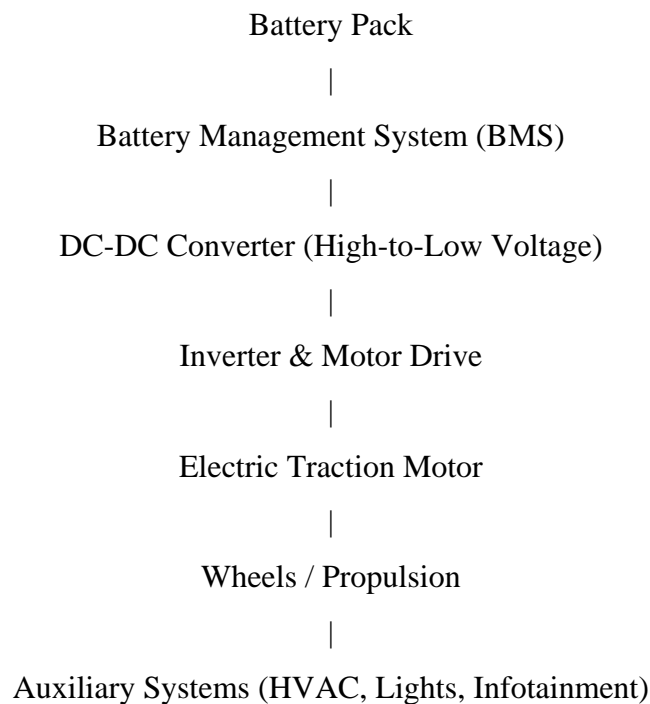 Battery Pack
|
Battery Management System (BMS)
|
DC-DC Converter (High-to-Low Voltage)
|
Inverter & Motor Drive
|
Electric Traction Motor
|
Wheels / Propulsion
|
Auxiliary Systems (HVAC, Lights, Infotainment)